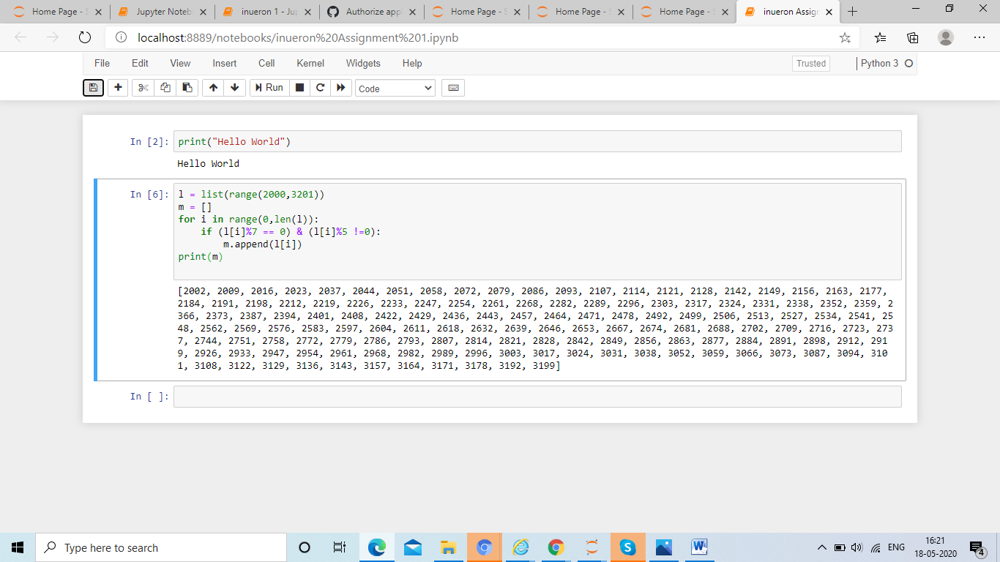 Home Page - S
Jupyter Noteb
inueron 1 - Jup
Authorize app
Home Page - S
Home Page - S
Home Page - S
inueron Assign
localhost:8889/notebooks/inueron%20Assignment%201.ipynb
File Edit View Insert Cell Kernel Widgets Help Trusted Python 3
Run Code
In [2]: print("Hello World")
Hello World
In [6]: l = list(range(2000,3201))
m = []
for i in range(0,len(l)):
    if (l[i]%7 == 0) & (l[i]%5 !=0):
        m.append(l[i])
print(m)
[2002, 2009, 2016, 2023, 2037, 2044, 2051, 2058, 2072, 2079, 2086, 2093, 2107, 2114, 2121, 2128, 2142, 2149, 2156, 2163, 2177,
2184, 2191, 2198, 2212, 2219, 2226, 2233, 2247, 2254, 2261, 2268, 2282, 2289, 2296, 2303, 2317, 2324, 2331, 2338, 2352, 2359, 2
366, 2373, 2387, 2394, 2401, 2408, 2422, 2429, 2436, 2443, 2457, 2464, 2471, 2478, 2492, 2499, 2506, 2513, 2527, 2534, 2541, 25
48, 2562, 2569, 2576, 2583, 2597, 2604, 2611, 2618, 2632, 2639, 2646, 2653, 2667, 2674, 2681, 2688, 2702, 2709, 2716, 2723, 273
7, 2744, 2751, 2758, 2772, 2779, 2786, 2793, 2807, 2814, 2821, 2828, 2842, 2849, 2856, 2863, 2877, 2884, 2891, 2898, 2912, 291
9, 2926, 2933, 2947, 2954, 2961, 2968, 2982, 2989, 2996, 3003, 3017, 3024, 3031, 3038, 3052, 3059, 3066, 3073, 3087, 3094, 310
1, 3108, 3122, 3129, 3136, 3143, 3157, 3164, 3171, 3178, 3192, 3199]
In [ ]:
Type here to search
ENG
16:21
18-05-2020
4